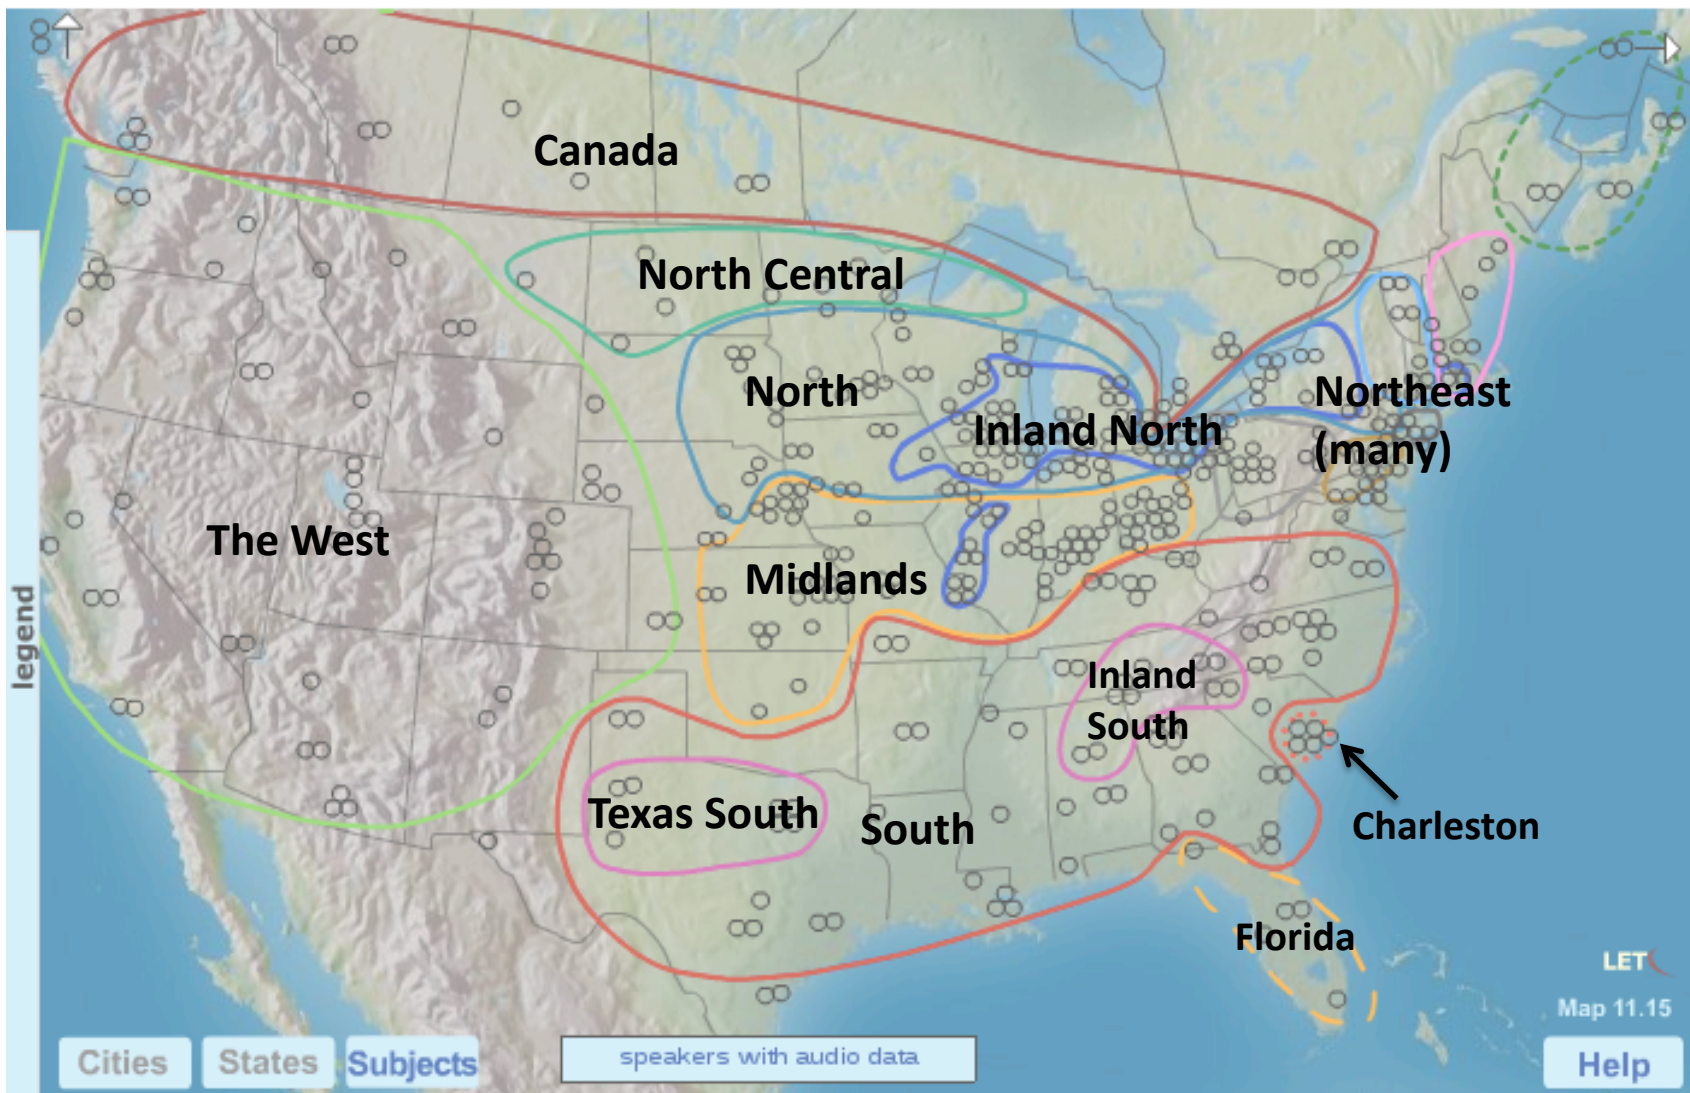 Canada
North Central
North
Inland North
Northeast
(many)
The West
Midlands
legend
Inland
South
Texas South
South
Charleston
Florida
LET
Map 11.15
Cities
States
Subjects
speakers with audio data
Help